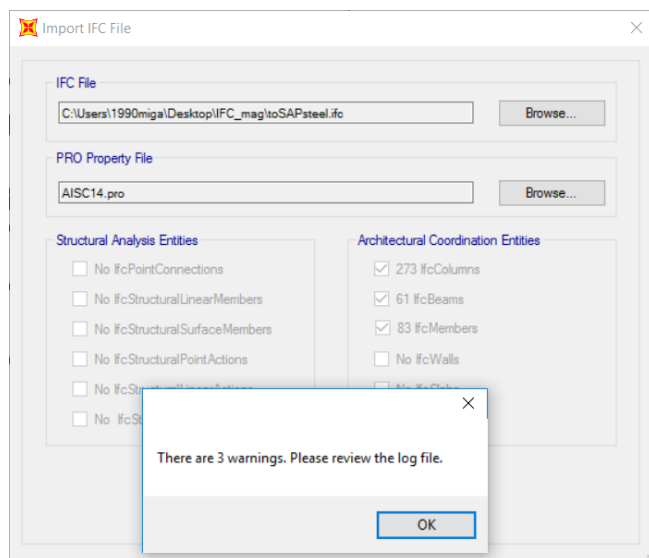 Import IFC File
IFC File
C:\Users\1990miga\Desktop\IFC_mag\toSAPsteel.ifc
Browse...
PRO Property File
AISC14.pro
Browse...
Structural Analysis Entities
No IfcPointConnections
No IfcStructuralLinearMembers
No IfcStructuralSurfaceMembers
No IfcStructuralPointActions
Architectural Coordination Entities
273 IfcColumns
61 IfcBeams
83 IfcMembers
No IfcWalls
There are 3 warnings. Please review the log file.
OK